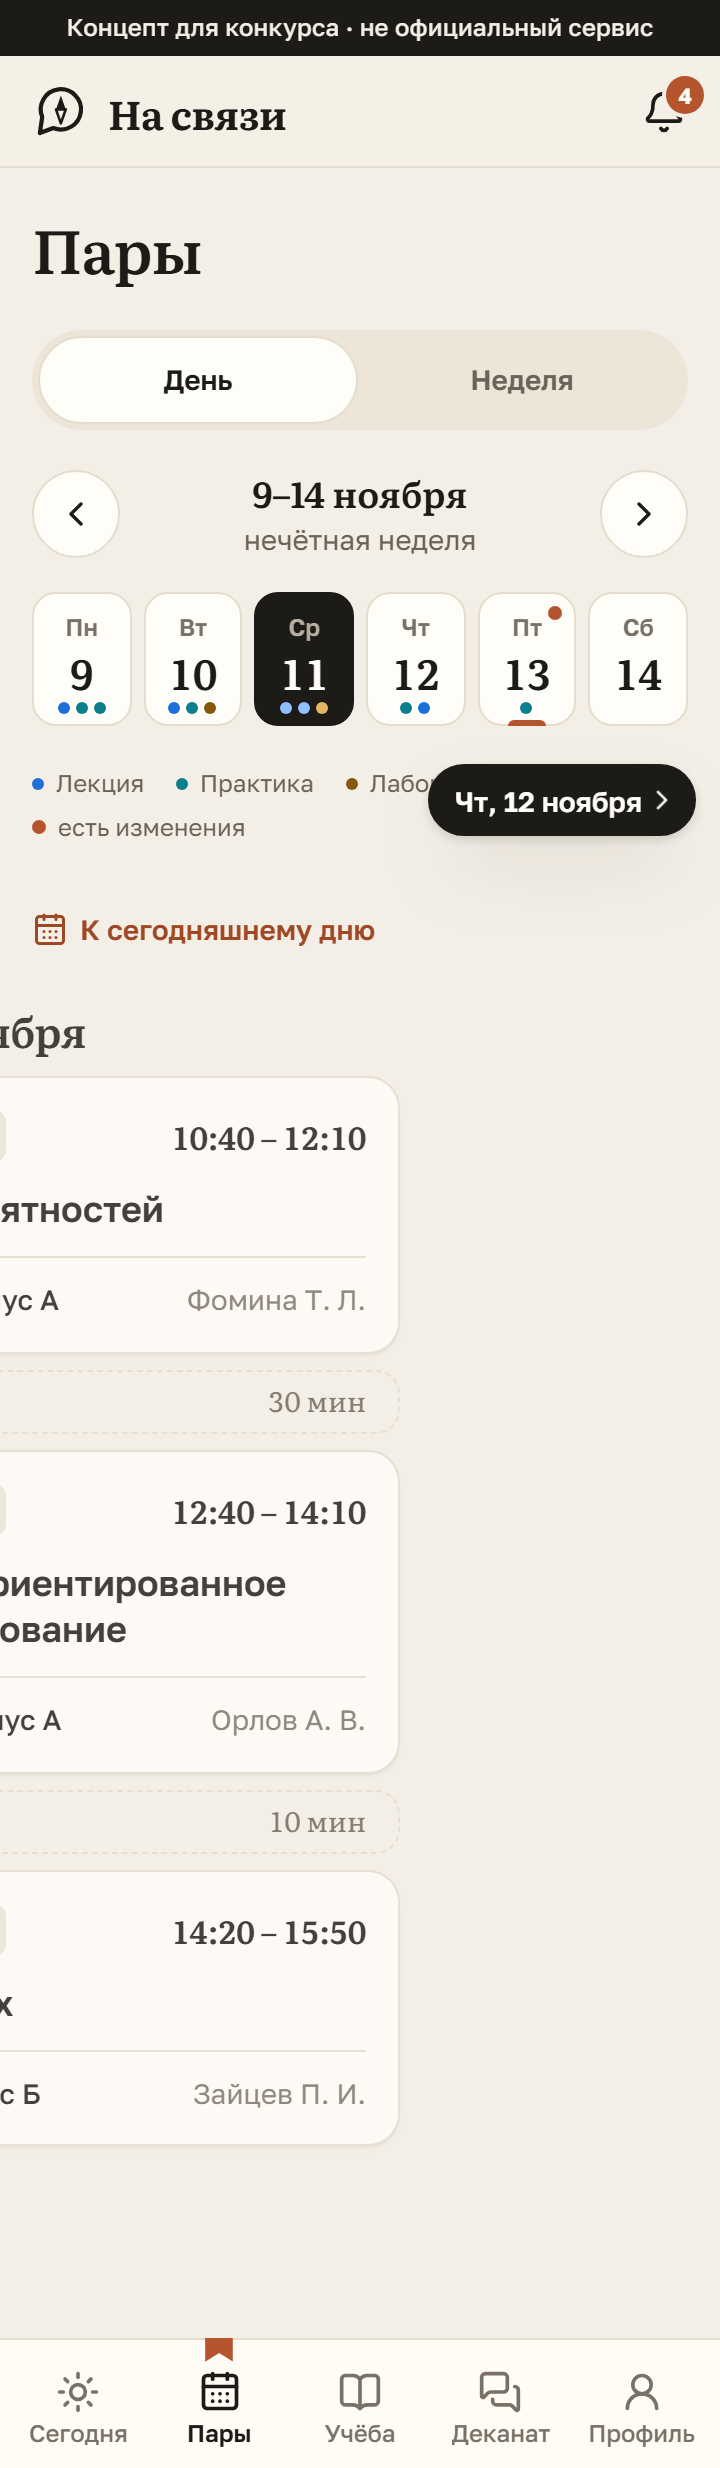 Концепт для конкурса · не официальный сервис
На связи
4
Пары
День
Неделя
9–14 ноября
нечётная неделя
Пн
Вт
Ср
Чт
Пт
Сб
9
10
11
12
13
14
Лекция
Практика
Лабо
Чт, 12 ноября
есть изменения
К сегодняшнему дню
ября
10:40 – 12:10
ятностей
ус А
Фомина Т. Л.
30 мин
12:40 – 14:10
риентированное
ование
ус А
Орлов А. В.
10 мин
14:20 – 15:50
х
с Б
Зайцев П. И.
Сегодня
Пары
Учёба
Деканат
Профиль